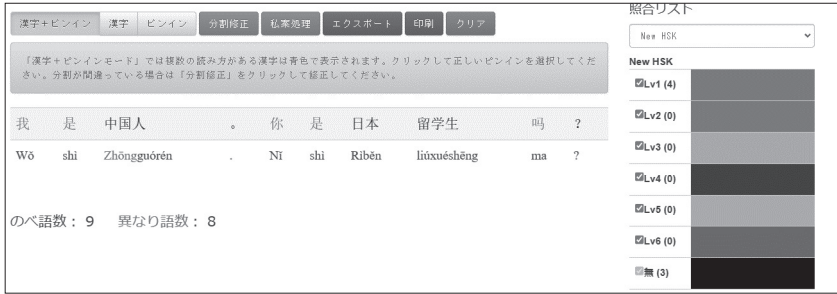 漢字+ピンイン 漢字 ピンイン 分割修正 私案処理 エクスポート 印刷 クリア
「漢字+ピンインモード」では複数の読み方がある漢字は青色で表示されます。クリックして正しいピンインを選択してくだ
さい。分割が間違っている場合は「分割修正」をクリックして修正してください。
我 是 中国人 。 你 是 日本 留学生 吗 ?
Wǒ shì Zhōngguórén . Nǐ shì Rìběn liúxuéshēng ma ?
のべ語数: 9 異なり語数: 8
照合リスト
New HSK
New HSK
Lv1 (4)
Lv2 (0)
Lv3 (0)
Lv4 (0)
Lv5 (0)
Lv6 (0)
無 (3)